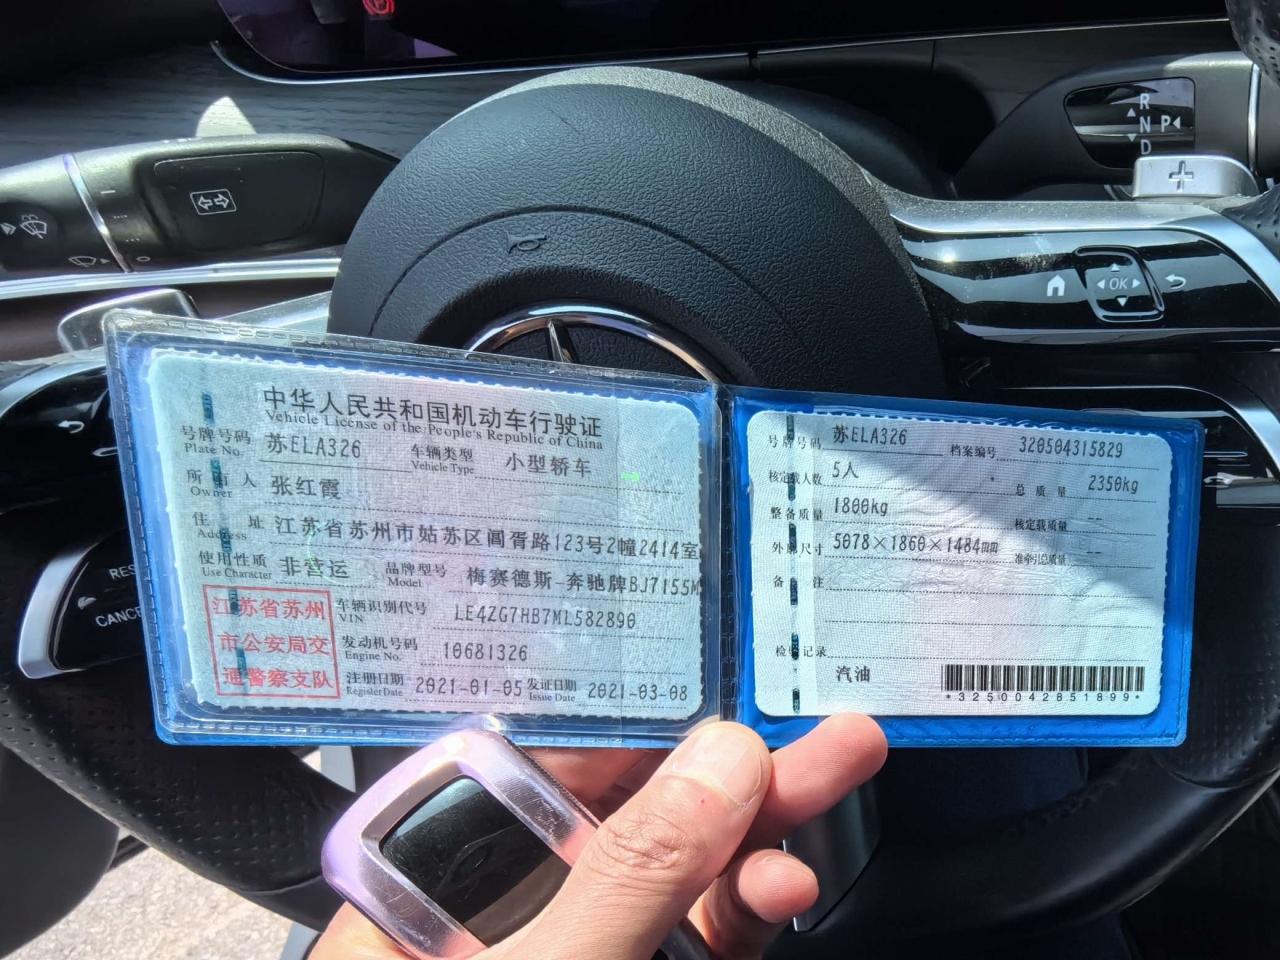 R
N P
D
OK
RES
CANCE
中华人民共和国机动车行驶证
Vehicle License of the People's Republic of China
号牌号码 苏ELA326 车辆类型 小型轿车
Plate No. Vehicle Type
所有人 张红霞
Owner
住址 江苏省苏州市姑苏区阊胥路123号2幢2414室
Address
使用性质 非营运 品牌型号 梅赛德斯-奔驰牌BJ7155M
Use Character Model
江苏省苏州
市公安局交
通警察支队
车辆识别代号 LE4ZG7HB7ML582890
VIN
发动机号码 10681326
Engine No.
注册日期 2021-01-05 发证日期 2021-03-08
Register Date Issue Date
号牌号码 苏ELA326 档案编号 320504315829
核定载人数 5人 总质量 2350kg
整备质量 1800kg 核定载质量 --
外廓尺寸 5078×1860×1484mm 准牵引总质量 --
备注
检验记录
汽油
*3250042851899*